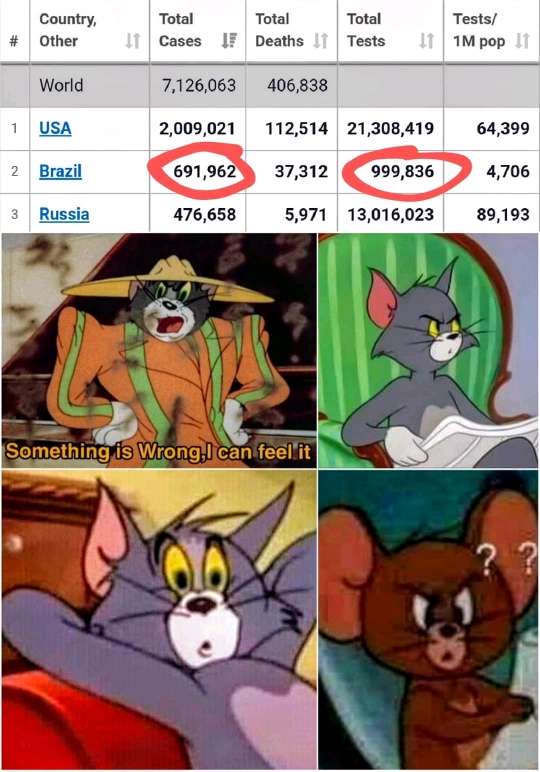 # Country, Other Total Cases Total Deaths Total Tests Tests/ 1M pop
World 7,126,063 406,838
1 USA 2,009,021 112,514 21,308,419 64,399
2 Brazil 691,962 37,312 999,836 4,706
3 Russia 476,658 5,971 13,016,023 89,193
Something is Wrong,I can feel it
? ?